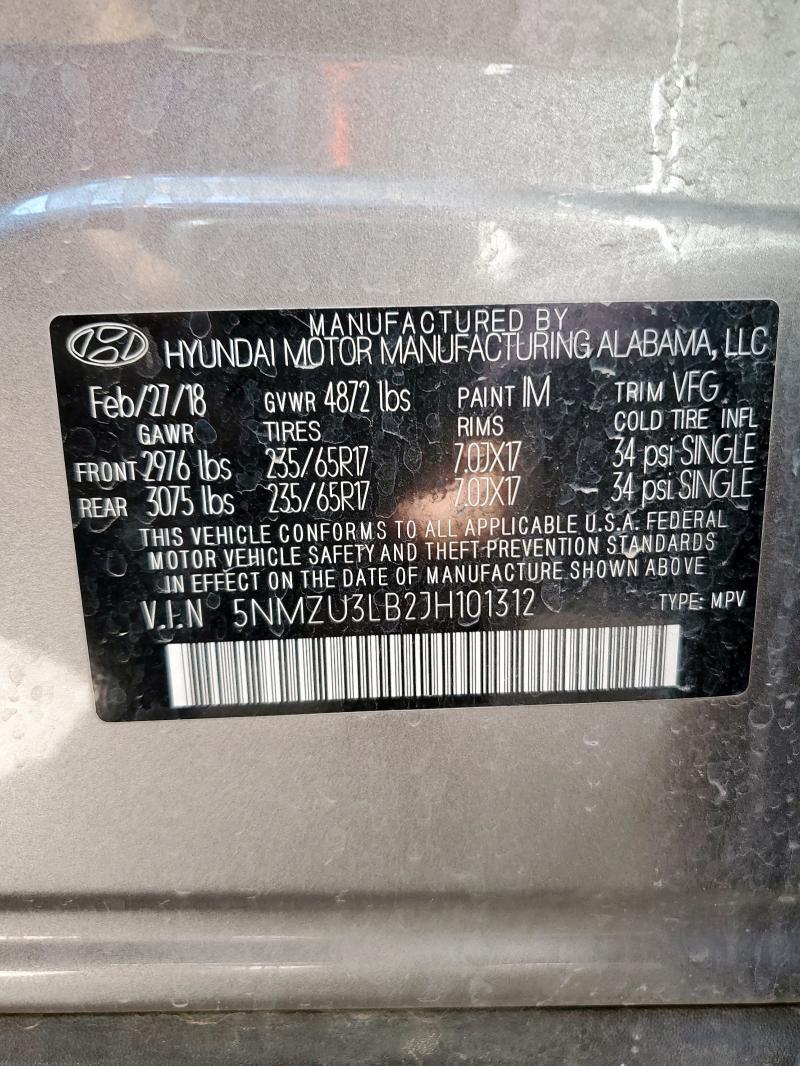 MANUFACTURED BY
HYUNDAI MOTOR MANUFACTURING ALABAMA, LLC
Feb/27/18 GVWR 4872 lbs PAINT IM TRIM VFG
GAWR TIRES RIMS COLD TIRE INFL
FRONT 2976 lbs 235/65R17 7.0JX17 34 psi SINGLE
REAR 3075 lbs 235/65R17 7.0JX17 34 psi. SINGLE
THIS VEHICLE CONFORMS TO ALL APPLICABLE U.S.A. FEDERAL
MOTOR VEHICLE SAFETY AND THEFT PREVENTION STANDARDS
IN EFFECT ON THE DATE OF MANUFACTURE SHOWN ABOVE
V.I.N 5NMZU3LB2JH101312 TYPE: MPV